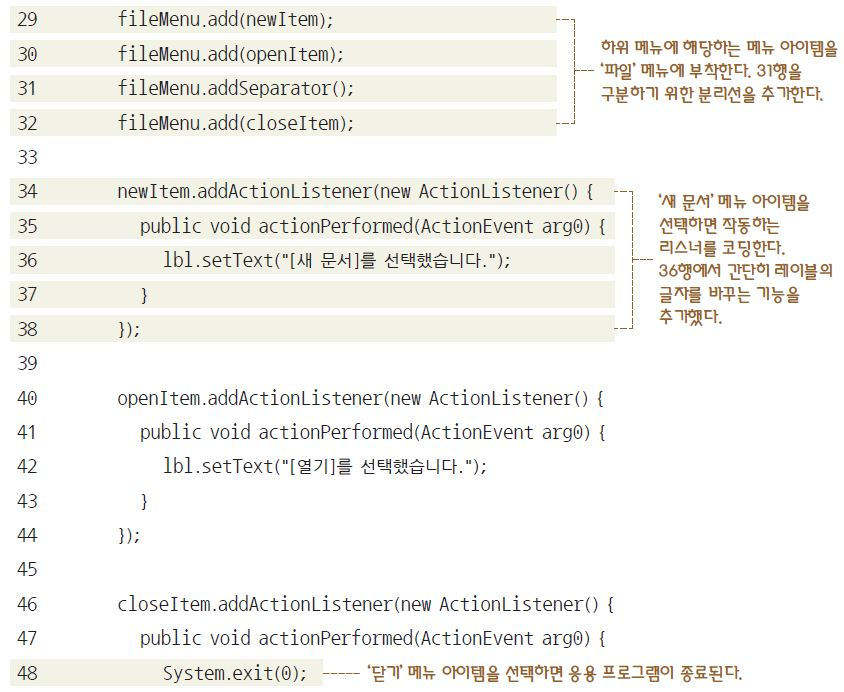 29 fileMenu.add(newItem);
30 fileMenu.add(openItem);
31 fileMenu.addSeparator();
32 fileMenu.add(closeItem);
하위 메뉴에 해당하는 메뉴 아이템을
‘파일’ 메뉴에 부착한다. 31행을
구분하기 위한 분리선을 추가한다.
33
34 newItem.addActionListener(new ActionListener() {
35 public void actionPerformed(ActionEvent arg0) {
36 lbl.setText("[새 문서]를 선택했습니다.");
37 }
38 });
‘새 문서’ 메뉴 아이템을
선택하면 작동하는
리스너를 코딩한다.
36행에서 간단히 레이블의
글자를 바꾸는 기능을
추가했다.
39
40 openItem.addActionListener(new ActionListener() {
41 public void actionPerformed(ActionEvent arg0) {
42 lbl.setText("[열기]를 선택했습니다.");
43 }
44 });
45
46 closeItem.addActionListener(new ActionListener() {
47 public void actionPerformed(ActionEvent arg0) {
48 System.exit(0); ‘닫기’ 메뉴 아이템을 선택하면 응용 프로그램이 종료된다.